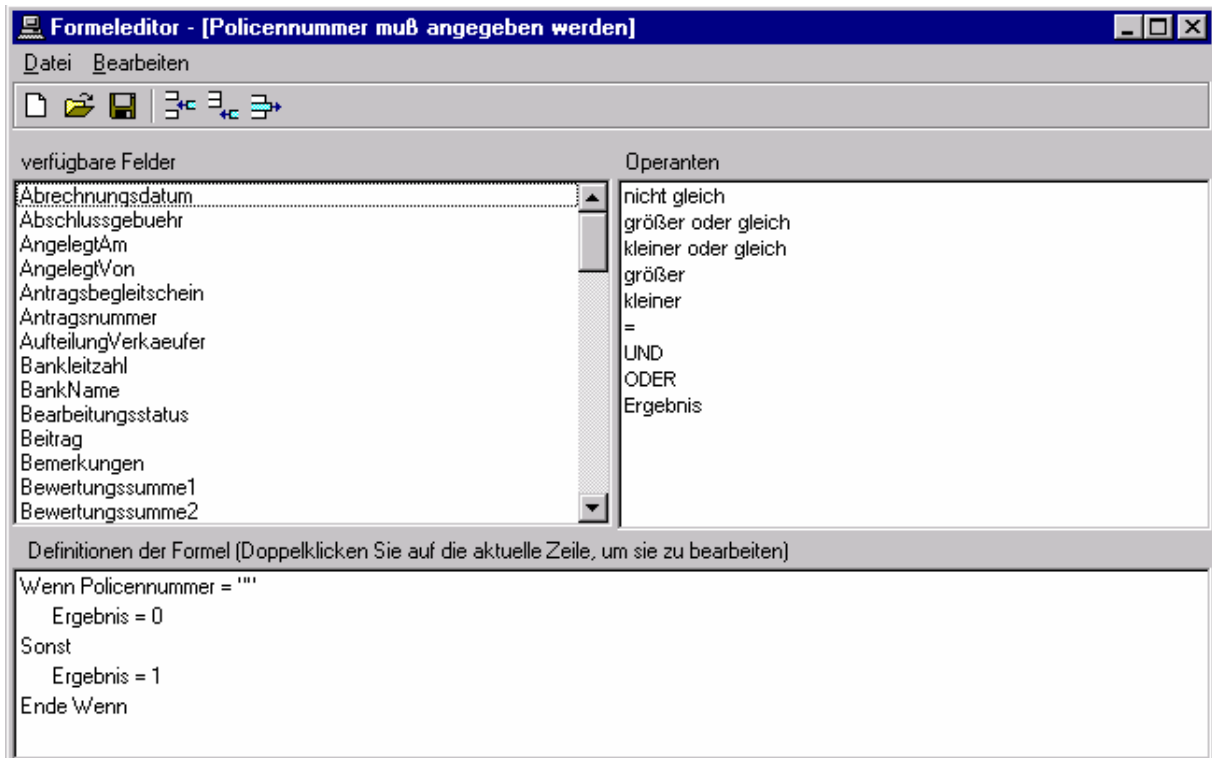 Formeleditor - [Policennummer muß angegeben werden]
Datei Bearbeiten
verfügbare Felder
Abrechnungsdatum
Abschlussgebuehr
AngelegtAm
AngelegtVon
Antragsbegleitschein
Antragsnummer
AufteilungVerkaeufer
Bankleitzahl
BankName
Bearbeitungsstatus
Beitrag
Bemerkungen
Bewertungssumme1
Bewertungssumme2
Operanten
nicht gleich
größer oder gleich
kleiner oder gleich
größer
kleiner
=
UND
ODER
Ergebnis
Definitionen der Formel (Doppelklicken Sie auf die aktuelle Zeile, um sie zu bearbeiten)
Wenn Policennummer = ""
Ergebnis = 0
Sonst
Ergebnis = 1
Ende Wenn